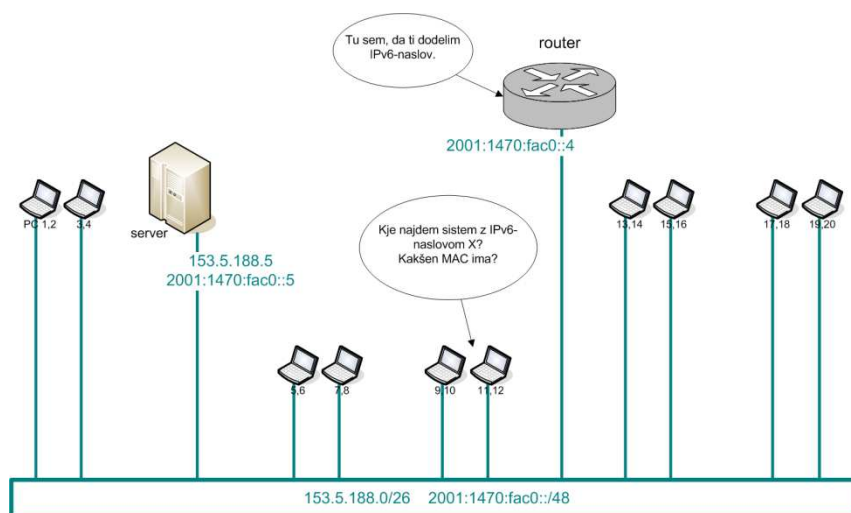 Tu sem, da ti dodelim
IPv6-naslov.
router
2001:1470:fac0::4
PC 1,2
3,4
server
13,14
15,16
17,18
19,20
Kje najdem sistem z IPv6-
naslovom X?
Kakšen MAC ima?
153.5.188.5
2001:1470:fac0::5
5,6
7,8
9,10
11,12
153.5.188.0/26 2001:1470:fac0::/48